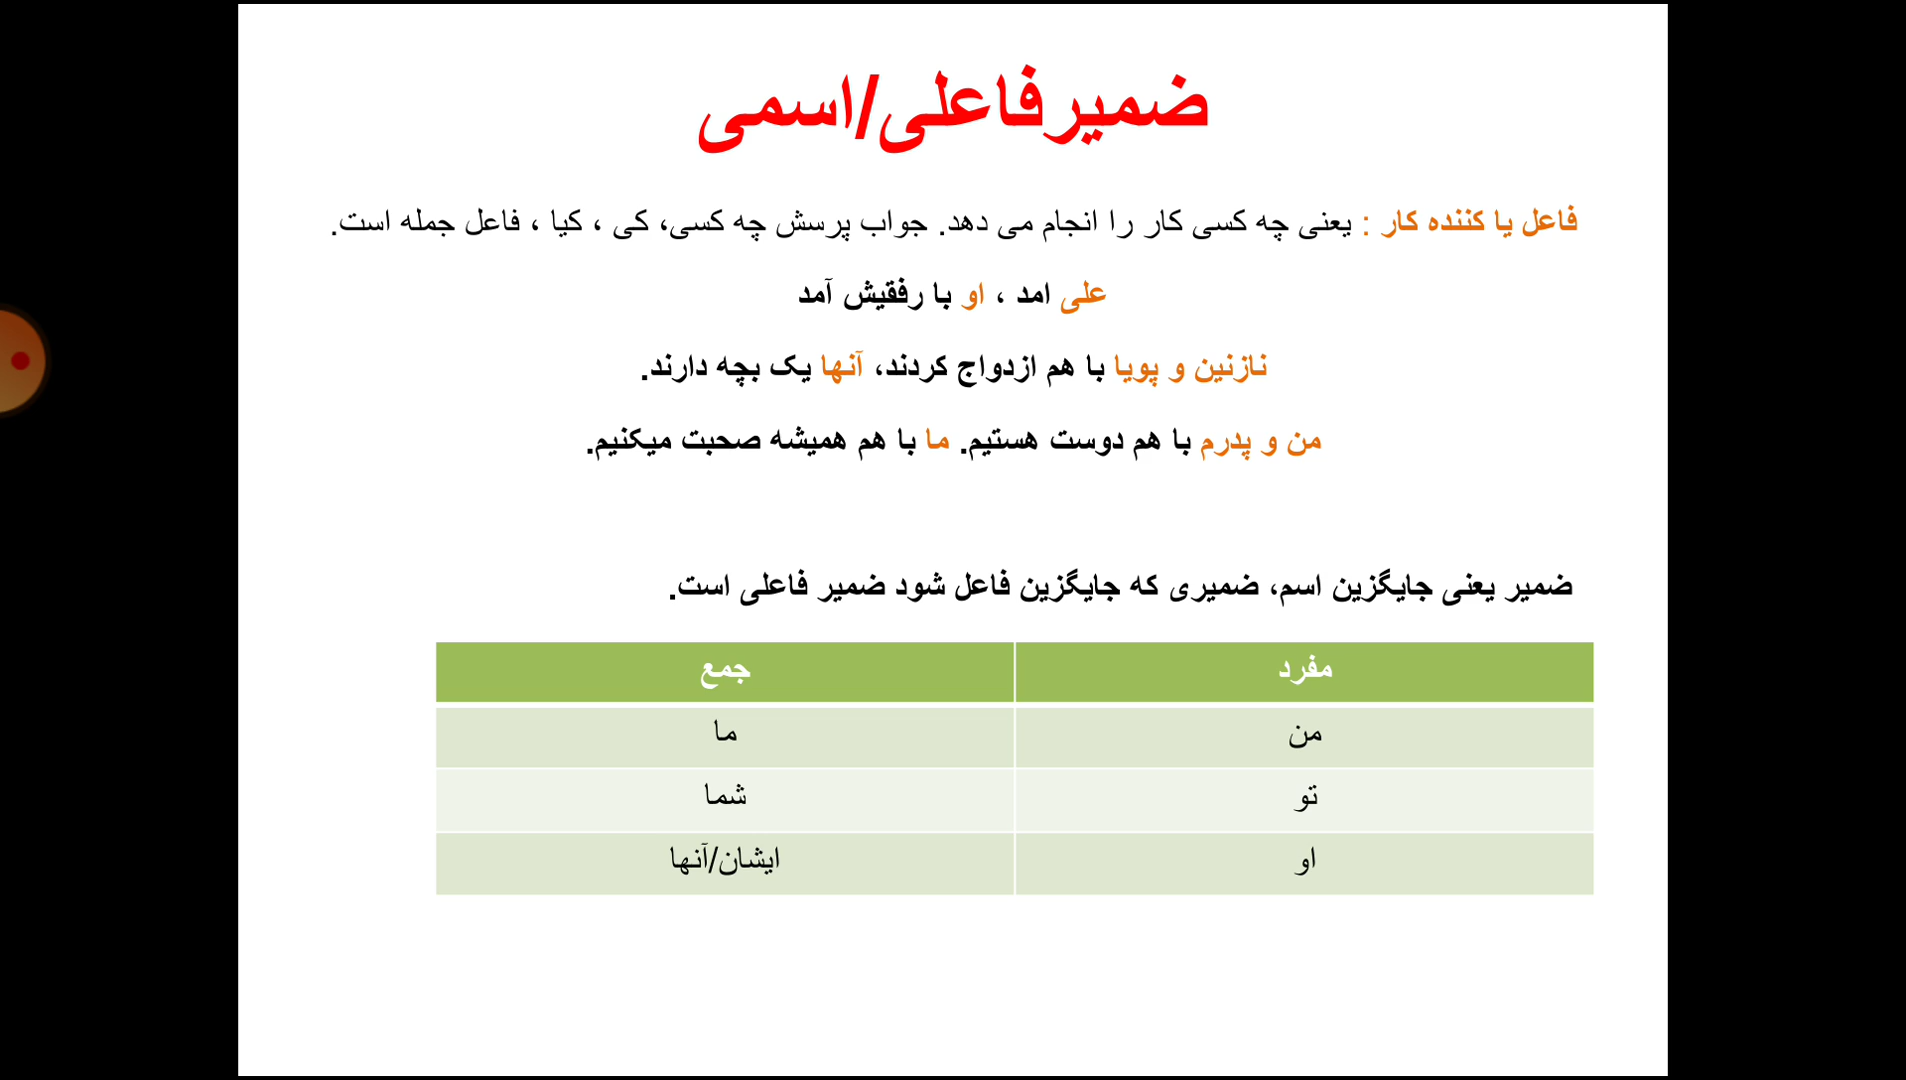 ضمیرفاعلی/اسمی
فاعل یا کننده کار : یعنی چه کسی کار را انجام می دهد. جواب پرسش چه کسی، کی ، کیا ، فاعل جمله است.
علی امد ، او با رفقیش آمد
نازنین و پویا با هم ازدواج کردند، آنها یک بچه دارند.
من و پدرم با هم دوست هستیم. ما با هم همیشه صحبت میکنیم.
ضمیر یعنی جایگزین اسم، ضمیری که جایگزین فاعل شود ضمیر فاعلی است.
مفرد جمع
من ما
تو شما
او ایشان/آنها